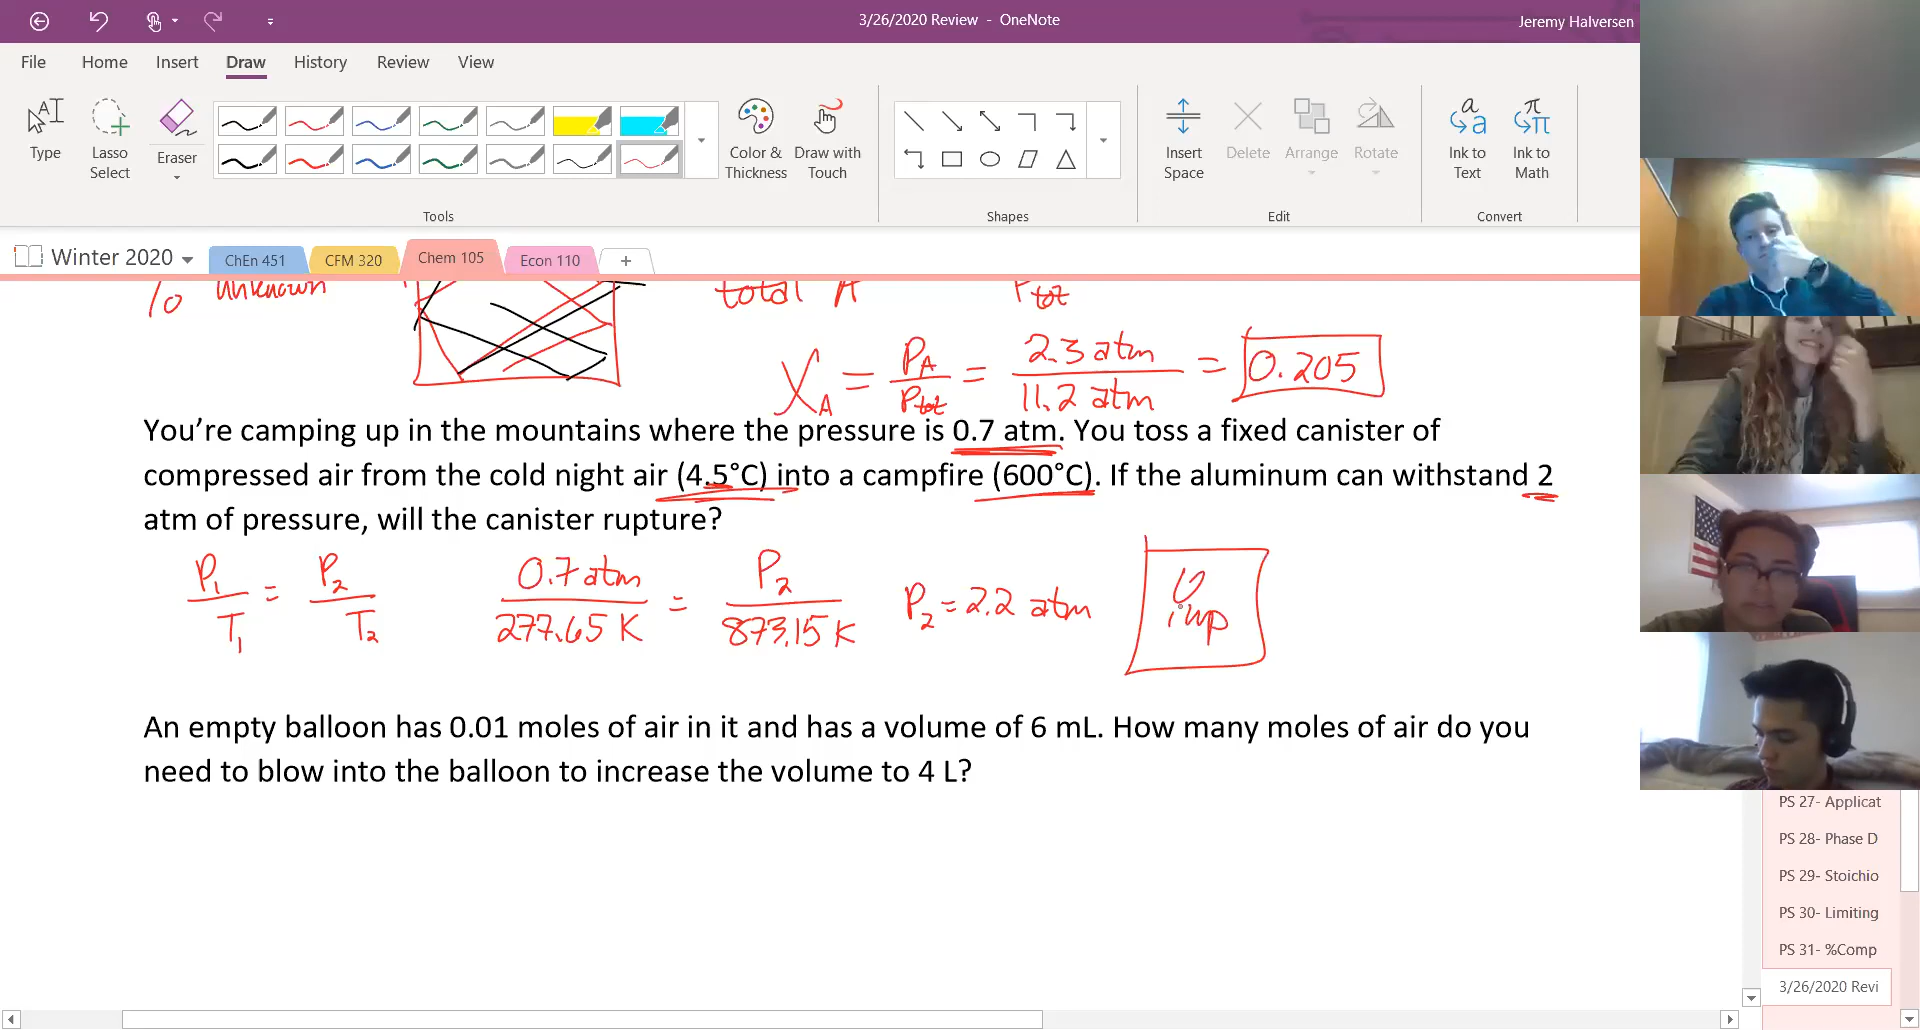 3/26/2020 Review - OneNote
Jeremy Halversen
File Home Insert Draw History Review View
Type
Lasso Select
Eraser
Color & Thickness
Draw with Touch
Insert Space
Delete
Arrange
Rotate
Ink to Text
Ink to Math
Tools
Shapes
Edit
Convert
Winter 2020
ChEn 451
CFM 320
Chem 105
Econ 110
+
unknown
total A
Ptot
XA = PA/Ptot = 2.3 atm/11.2 atm = 0.205
You’re camping up in the mountains where the pressure is 0.7 atm. You toss a fixed canister of
compressed air from the cold night air (4.5°C) into a campfire (600°C). If the aluminum can withstand 2
atm of pressure, will the canister rupture?
P1/T1 = P2/T2
0.7 atm/277.65 K = P2/873.15 K
P2 = 2.2 atm
An empty balloon has 0.01 moles of air in it and has a volume of 6 mL. How many moles of air do you
need to blow into the balloon to increase the volume to 4 L?
PS 27- Applicat
PS 28- Phase D
PS 29- Stoichio
PS 30- Limiting
PS 31- %Comp
3/26/2020 Revi